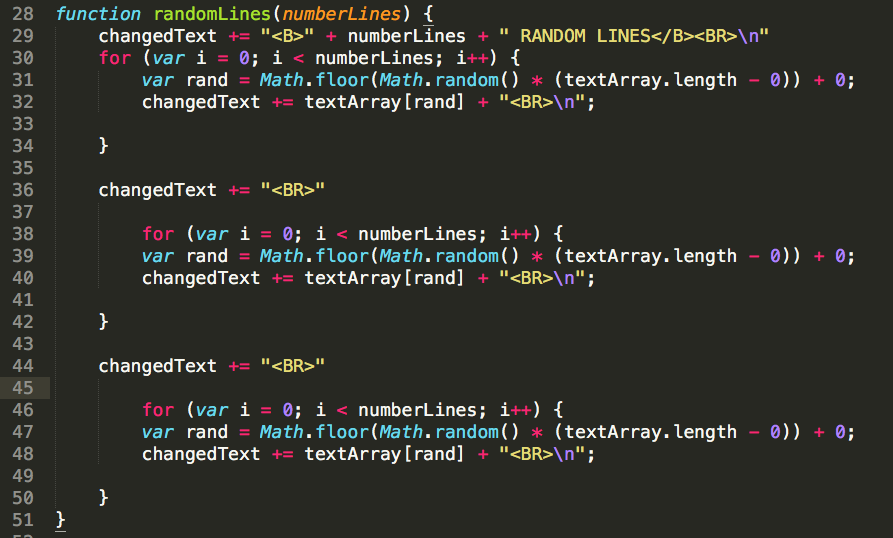 28 function randomLines(numberLines) {
29     changedText += "<B>" + numberLines + " RANDOM LINES</B><BR>\n"
30     for (var i = 0; i < numberLines; i++) {
31         var rand = Math.floor(Math.random() * (textArray.length - 0)) + 0;
32         changedText += textArray[rand] + "<BR>\n";
33
34     }
35
36     changedText += "<BR>"
37
38         for (var i = 0; i < numberLines; i++) {
39         var rand = Math.floor(Math.random() * (textArray.length - 0)) + 0;
40         changedText += textArray[rand] + "<BR>\n";
41
42     }
43
44     changedText += "<BR>"
45
46         for (var i = 0; i < numberLines; i++) {
47         var rand = Math.floor(Math.random() * (textArray.length - 0)) + 0;
48         changedText += textArray[rand] + "<BR>\n";
49
50     }
51 }